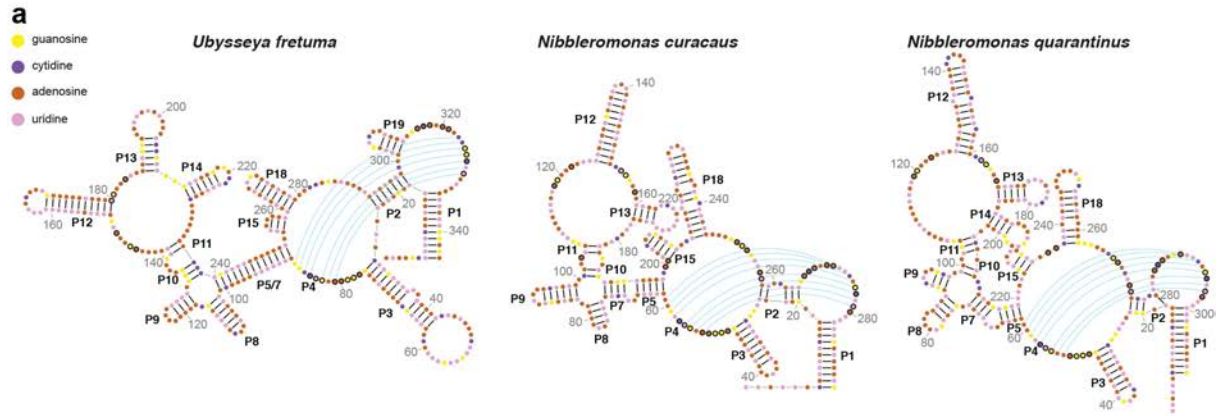 a
guanosine
cytidine
adenosine
uridine
Ubysseya fretuma
200
P13
P14
180
220
P18
P12
160
280
260
P15
P11
140
P10
240
P5/7
100
P9
120
P8
P19
320
300
20
P2
P1
340
P4
80
P3
40
60
Nibbleromonas curacaus
140
P12
120
160
P13
220
P18
240
180
P11
P15
100
P10
200
260
P9
P7
P5
60
P2
20
280
80
P8
P4
P3
P1
40
Nibbleromonas quarantinus
140
P12
160
120
P13
P18
P14
180
240
260
P11
200
100
P9
P10
P15
280
300
220
P7
P5
P2
20
P8
60
80
P4
P1
P3
40